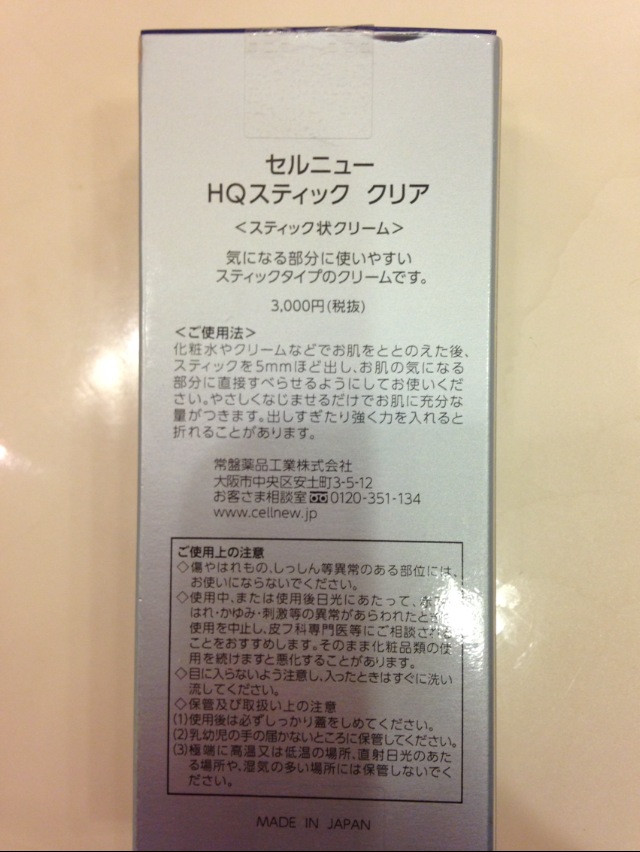 セルニュー
HQスティック クリア
＜スティック状クリーム＞
気になる部分に使いやすい
スティックタイプのクリームです。
3,000円(税抜)
＜ご使用法＞
化粧水やクリームなどでお肌をととのえた後、
スティックを5mmほど出し、お肌の気になる
部分に直接すべらせるようにしてお使いくだ
さい。やさしくなじませるだけでお肌に充分な
量がつきます。出しすぎたり強く力を入れると
折れることがあります。
常盤薬品工業株式会社
大阪市中央区安土町3-5-12
お客さま相談室 0120-351-134
www.cellnew.jp
ご使用上の注意
◇傷やはれもの、しっしん等異常のある部位には、
お使いにならないでください。
◇使用中、または使用後日光にあたって、
はれ・かゆみ・刺激等の異常があらわれたと
使用を中止し、皮フ科専門医等にご相談され
ことをおすすめします。そのまま化粧品類の使
用を続けますと悪化することがあります。
◇目に入らないよう注意し、入ったときはすぐに洗い
流してください。
◇保管及び取扱い上の注意
(1)使用後は必ずしっかり蓋をしめてください。
(2)乳幼児の手の届かないところに保管してください。
(3)極端に高温又は低温の場所、直射日光のあた
る場所や、湿気の多い場所には保管しないでく
ださい。
MADE IN JAPAN